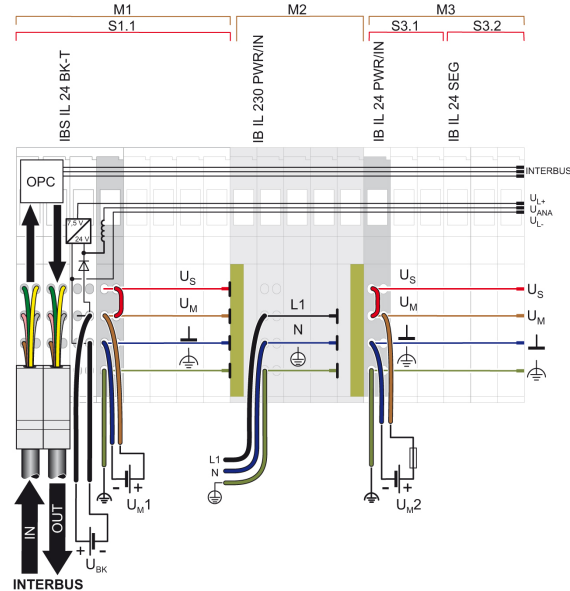 M1 M2 M3
S1.1 S3.1 S3.2
IBS IL 24 BK-T
IB IL 230 PWR/IN
IB IL 24 PWR/IN
IB IL 24 SEG
OPC
INTERBUS
UL+
UANA
UL-
7,5 V
24 V
US US US
UM L1 UM UM
N
L1
N
- + - +
UM1 UM2
IN OUT
+ -
UBK
INTERBUS